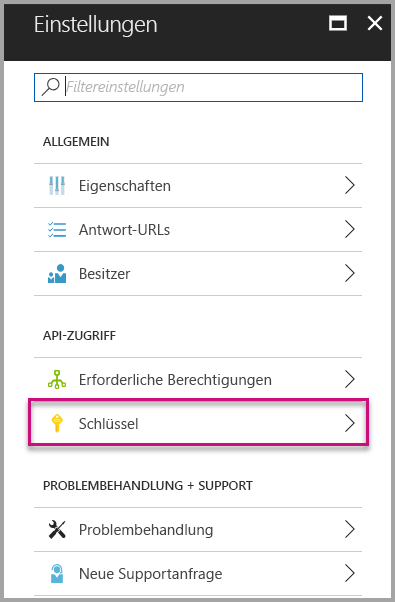 Einstellungen
Filtereinstellungen
ALLGEMEIN
Eigenschaften
Antwort-URLs
Besitzer
API-ZUGRIFF
Erforderliche Berechtigungen
Schlüssel
PROBLEMBEHANDLUNG + SUPPORT
Problembehandlung
Neue Supportanfrage